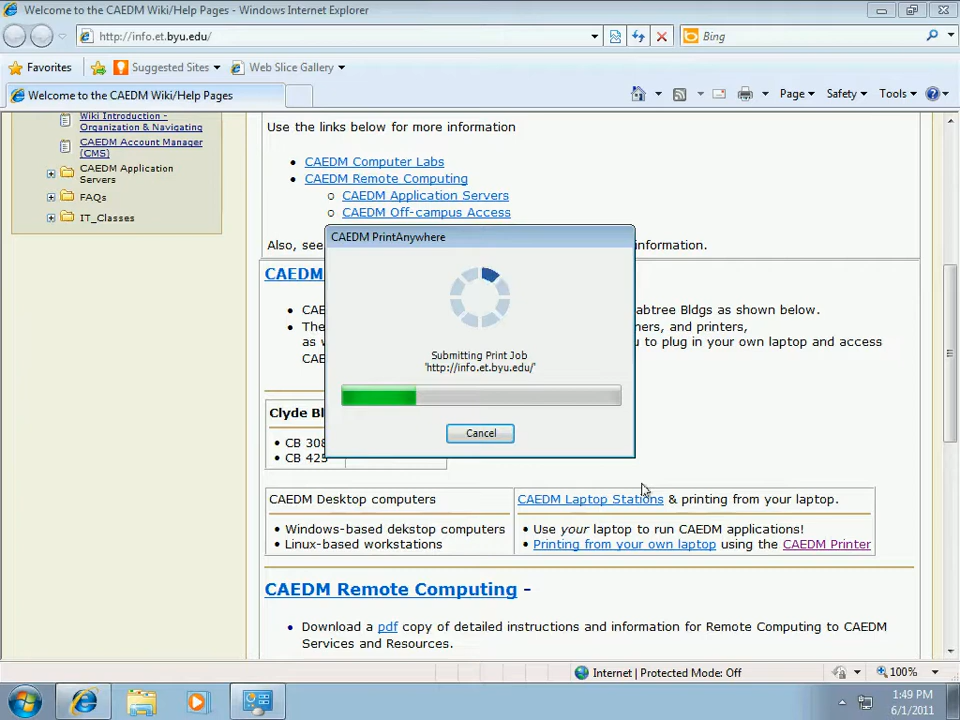 Welcome to the CAEDM Wiki/Help Pages - Windows Internet Explorer
http://info.et.byu.edu/
Bing
Favorites
Suggested Sites
Web Slice Gallery
Welcome to the CAEDM Wiki/Help Pages
Page
Safety
Tools
Wiki Introction -
Organization & Navigating
CAEDM Account Manager
(CMS)
CAEDM Application
Servers
FAQs
IT_Classes
Use the links below for more information
• CAEDM Computer Labs
• CAEDM Remote Computing
o CAEDM Application Servers
o CAEDM Off-campus Access
Also, see
information.
CAEDM
• CAE
abtree Bldgs as shown below.
• The
ners, and printers,
as w
u to plug in your own laptop and access
CAE
CAEDM PrintAnywhere
Submitting Print Job
'http://info.et.byu.edu/'
Cancel
Clyde Bl
• CB 308
• CB 425
CAEDM Desktop computers
• Windows-based dekstop computers
• Linux-based workstations
CAEDM Laptop Stations & printing from your laptop.
• Use your laptop to run CAEDM applications!
• Printing from your own laptop using the CAEDM Printer
CAEDM Remote Computing -
• Download a pdf copy of detailed instructions and information for Remote Computing to CAEDM
Services and Resources.
Internet | Protected Mode: Off
100%
1:49 PM
6/1/2011